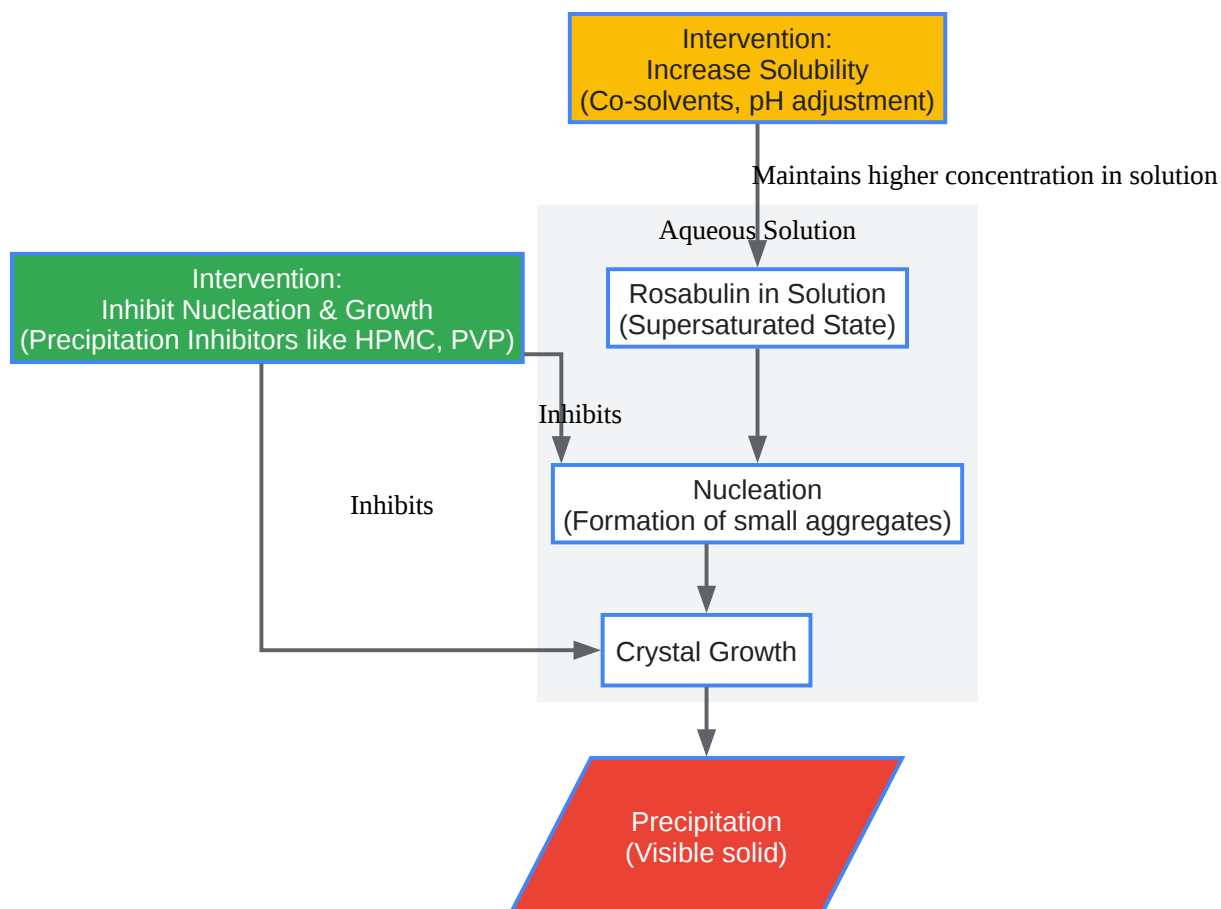 Intervention:
Increase Solubility
(Co-solvents, pH adjustment)
Maintains higher concentration in solution
Aqueous Solution
Intervention:
Inhibit Nucleation & Growth
(Precipitation Inhibitors like HPMC, PVP)
Rosabulin in Solution
(Supersaturated State)
Inhibits
Inhibits
Nucleation
(Formation of small aggregates)
Crystal Growth
Precipitation
(Visible solid)